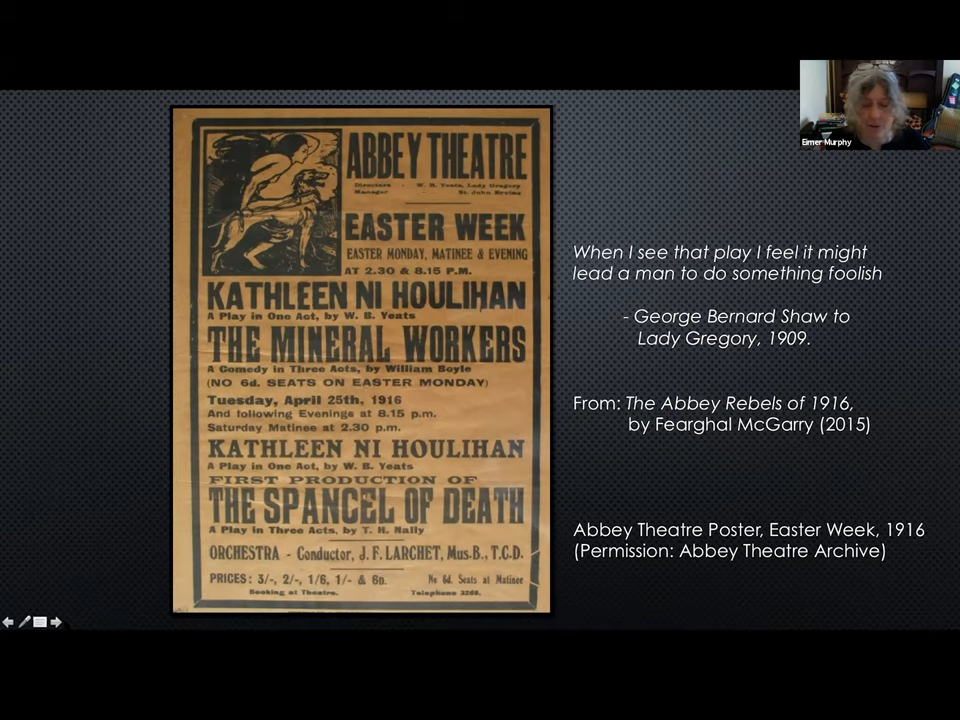 ABBEY THEATRE
Directors - W. B. Yeats, Lady Gregory
Manager - St. John Ervine
EASTER WEEK
EASTER MONDAY, MATINEE & EVENING
AT 2.30 & 8.15 P.M.
KATHLEEN NI HOULIHAN
A Play in One Act, by W. B. Yeats
THE MINERAL WORKERS
A Comedy in Three Acts, by William Boyle
(NO 6d. SEATS ON EASTER MONDAY)
Tuesday, April 25th, 1916
And following Evenings at 8.15 p.m.
Saturday Matinee at 2.30 p.m.
KATHLEEN NI HOULIHAN
A Play in One Act, by W. B. Yeats
FIRST PRODUCTION OF
THE SPANCEL OF DEATH
A Play in Three Acts, by T. H. Nally
ORCHESTRA - Conductor, J. F. LARCHET, Mus.B., T.C.D.
PRICES: 3/-, 2/-, 1/6, 1/- & 6D. No 6d. Seats at Matinee
Booking at Theatre. Telephone 3268.
Eimer Murphy
When I see that play I feel it might
lead a man to do something foolish
- George Bernard Shaw to
Lady Gregory, 1909.
From: The Abbey Rebels of 1916,
by Fearghal McGarry (2015)
Abbey Theatre Poster, Easter Week, 1916
(Permission: Abbey Theatre Archive)